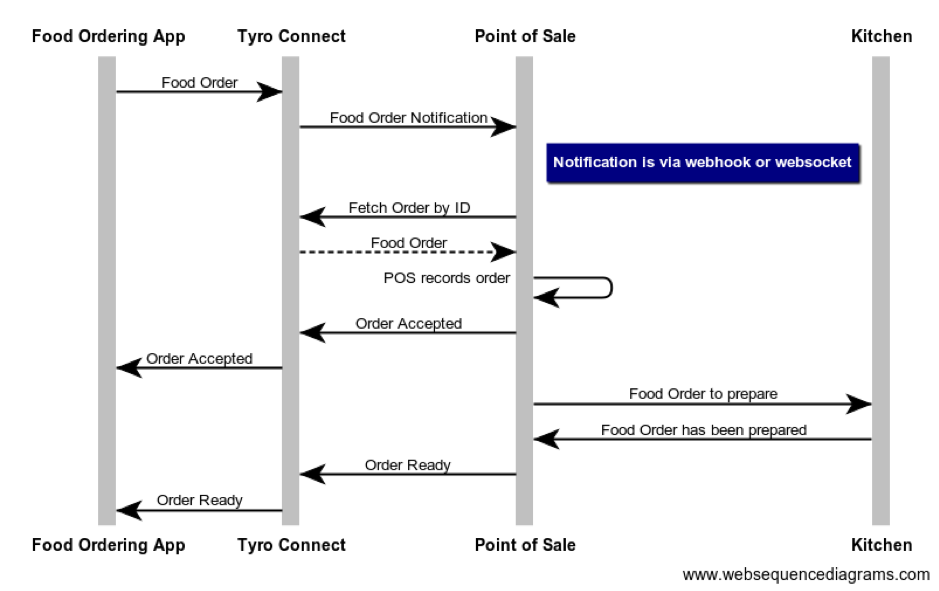 Food Ordering App Tyro Connect Point of Sale Kitchen
Food Order
Food Order Notification
Notification is via webhook or websocket
Fetch Order by ID
Food Order
POS records order
Order Accepted
Order Accepted
Food Order to prepare
Food Order has been prepared
Order Ready
Order Ready
Food Ordering App Tyro Connect Point of Sale Kitchen
www.websequencediagrams.com